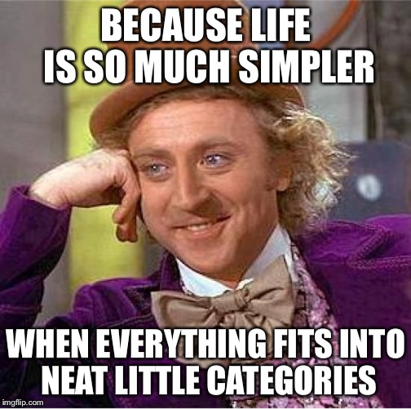 BECAUSE LIFE
IS SO MUCH SIMPLER
WHEN EVERYTHING FITS INTO
NEAT LITTLE CATEGORIES
imgflip.com